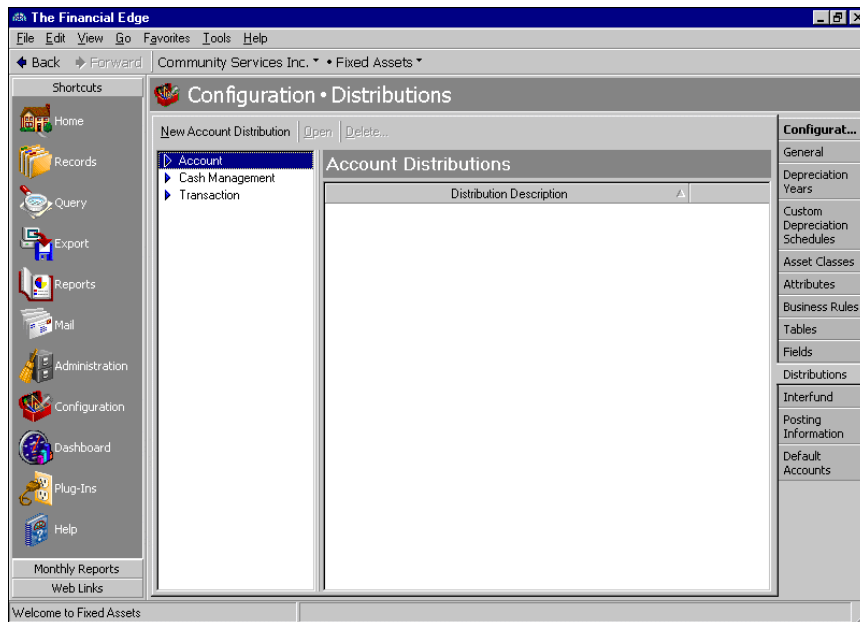 The Financial Edge
File Edit View Go Favorites Tools Help
Back Forward Community Services Inc. • Fixed Assets
Shortcuts
Home
Records
Query
Export
Reports
Mail
Administration
Configuration
Dashboard
Plug-Ins
Help
Monthly Reports
Web Links
Configuration • Distributions
New Account Distribution Open Delete...
Account
Cash Management
Transaction
Account Distributions
Distribution Description
Configurat...
General
Depreciation
Years
Custom
Depreciation
Schedules
Asset Classes
Attributes
Business Rules
Tables
Fields
Distributions
Interfund
Posting
Information
Default
Accounts
Welcome to Fixed Assets